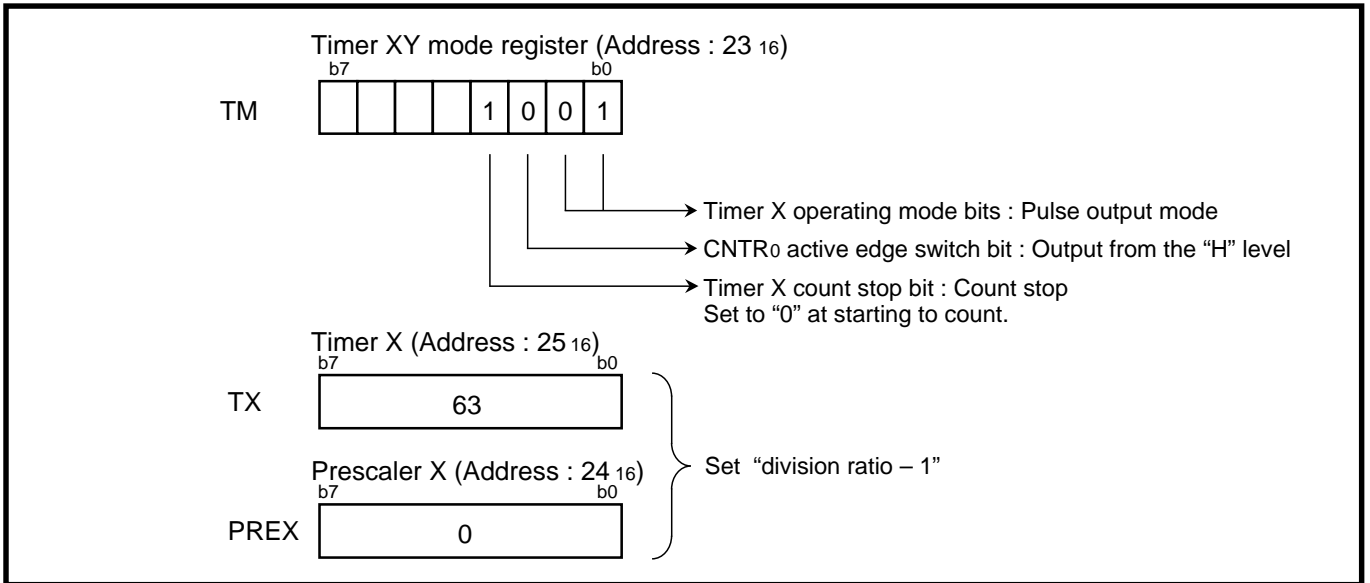 Timer XY mode register (Address : 23 16)
b7 b0
TM 1 0 0 1
Timer X operating mode bits : Pulse output mode
CNTR0 active edge switch bit : Output from the “H” level
Timer X count stop bit : Count stop
Set to “0” at starting to count.
Timer X (Address : 25 16)
b7 b0
TX 63
Set “division ratio – 1”
Prescaler X (Address : 24 16)
b7 b0
PREX 0